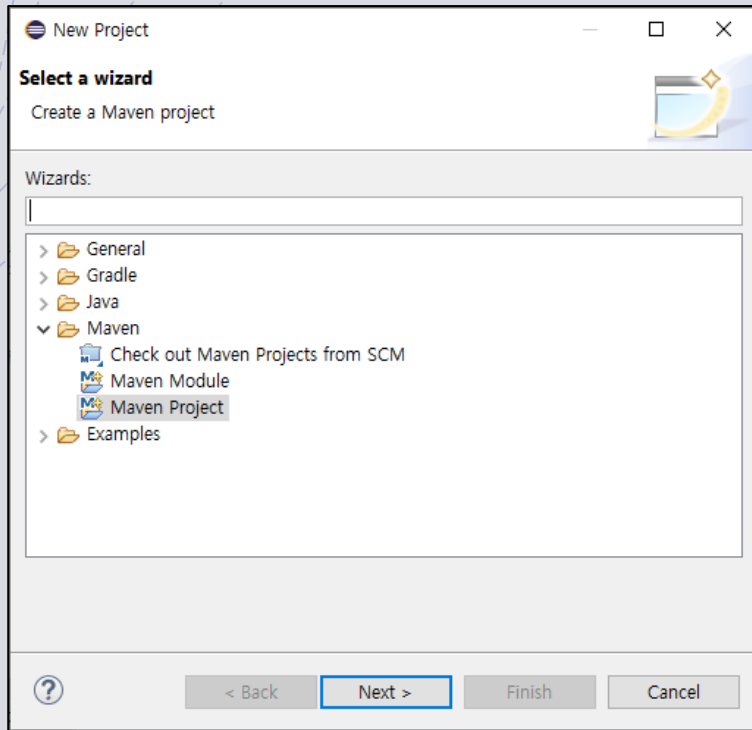 New Project
Select a wizard
Create a Maven project
Wizards:
General
Gradle
Java
Maven
Check out Maven Projects from SCM
Maven Module
Maven Project
Examples
< Back Next > Finish Cancel